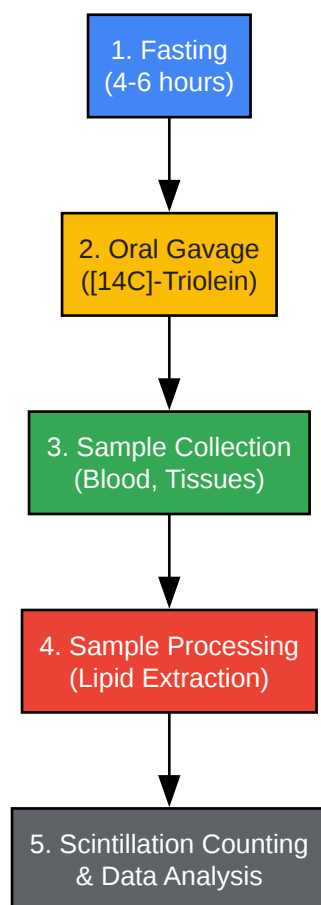 1. Fasting
(4-6 hours)
2. Oral Gavage
([14C]-Triolein)
3. Sample Collection
(Blood, Tissues)
4. Sample Processing
(Lipid Extraction)
5. Scintillation Counting
& Data Analysis